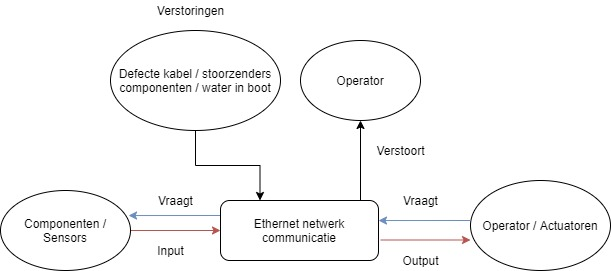 Verstoringen
Defecte kabel / stoorzenders
componenten / water in boot
Operator
Verstoort
Vraagt
Vraagt
Componenten /
Sensors
Ethernet netwerk
communicatie
Operator / Actuatoren
Input
Output